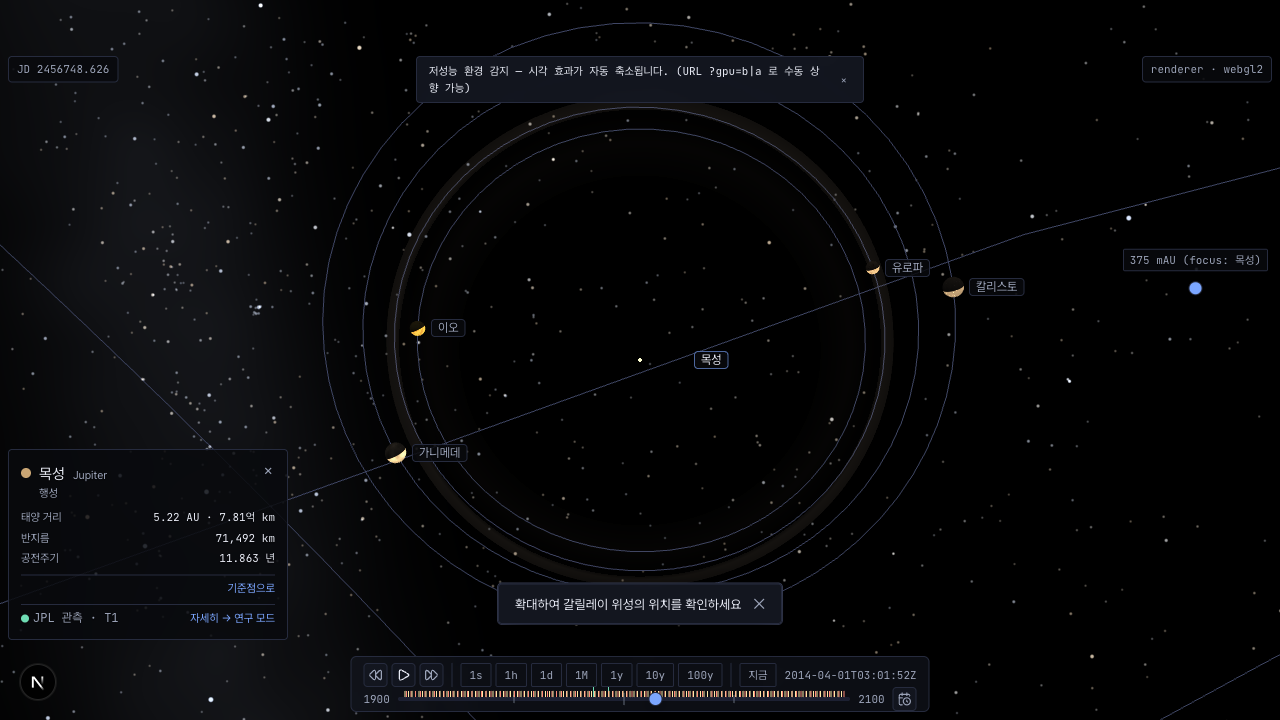 JD 2456748.626
저성능 환경 감지 — 시각 효과가 자동 축소됩니다. (URL ?gpu=b|a 로 수동 상
향 가능)
×
renderer · webgl2
375 mAU (focus: 목성)
유로파
칼리스토
이오
목성
가니메데
목성 Jupiter
×
행성
태양 거리 5.22 AU · 7.81억 km
반지름 71,492 km
공전주기 11.863 년
기준점으로
JPL 관측 · T1 자세히 → 연구 모드
확대하여 갈릴레이 위성의 위치를 확인하세요
N
1s 1h 1d 1M 1y 10y 100y 지금 2014-04-01T03:01:52Z
1900 2100